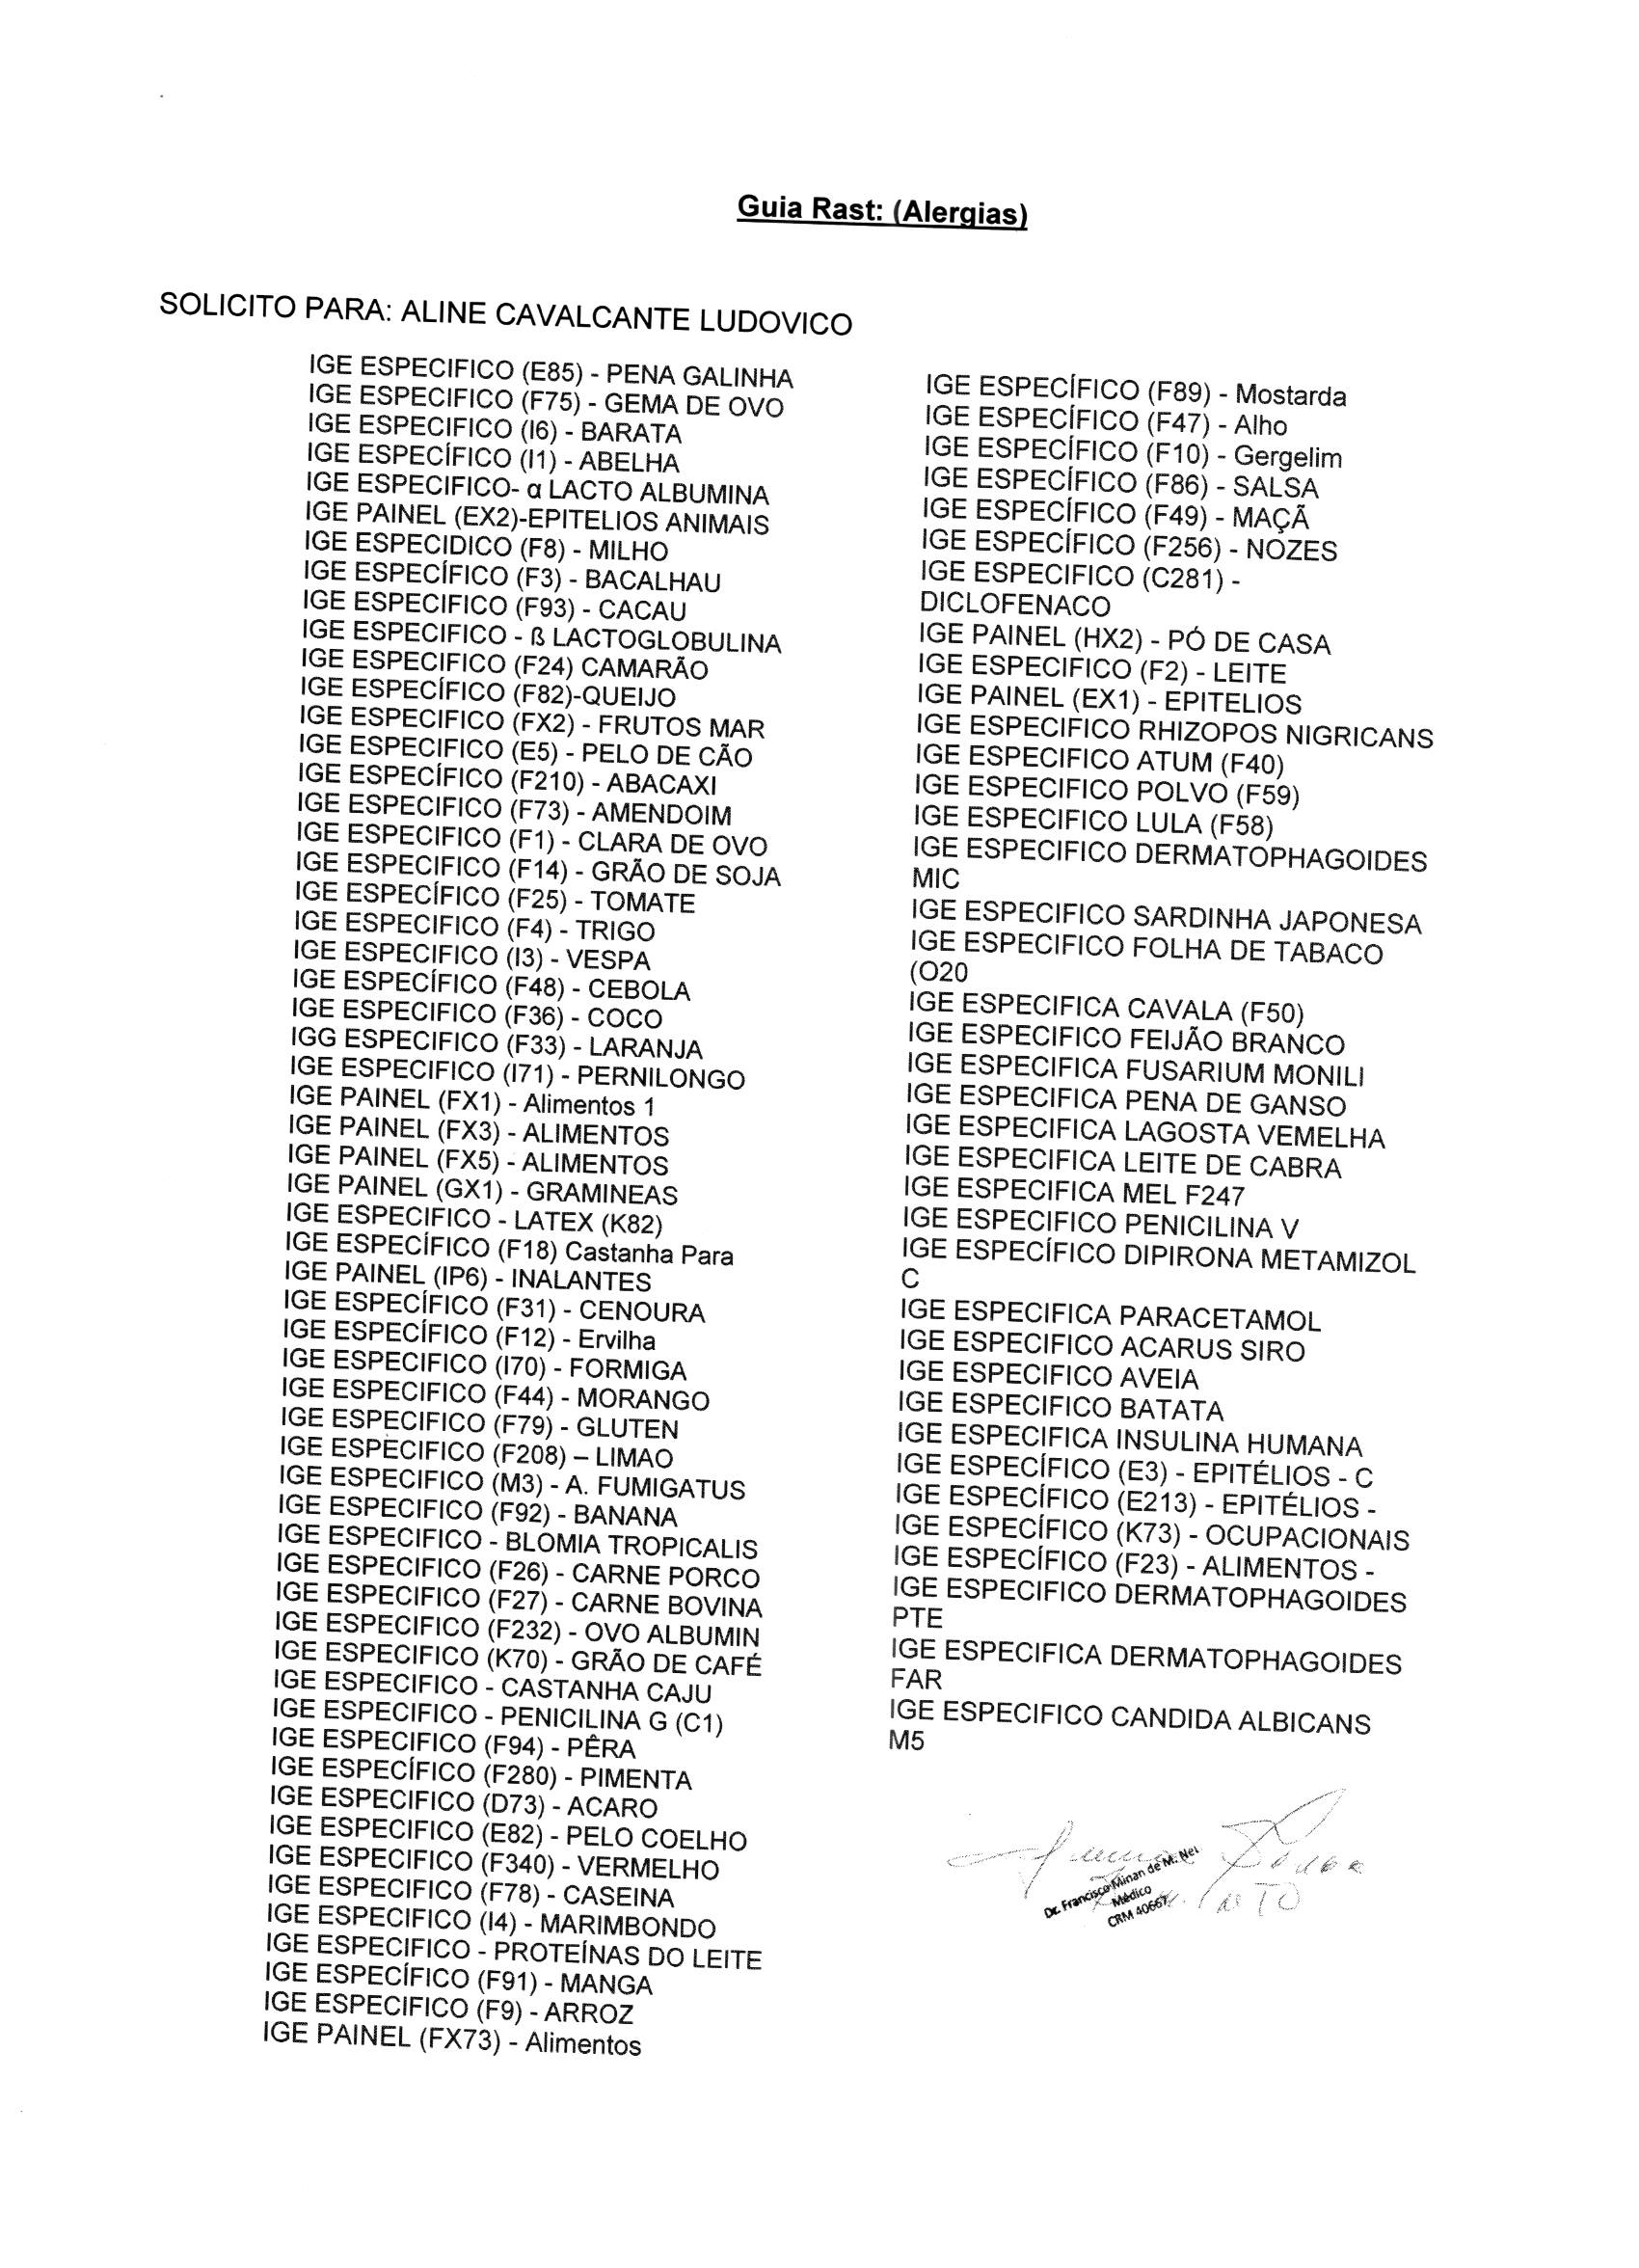 Guia Rast: (Alergias)
SOLICITO PARA: ALINE CAVALCANTE LUDOVICO
IGE ESPECIFICO (E85) - PENA GALINHA
IGE ESPECIFICO (F75) - GEMA DE OVO
IGE ESPECIFICO (I6) - BARATA
IGE ESPECÍFICO (I1) - ABELHA
IGE ESPECIFICO- α LACTO ALBUMINA
IGE PAINEL (EX2)-EPITELIOS ANIMAIS
IGE ESPECIDICO (F8) - MILHO
IGE ESPECÍFICO (F3) - BACALHAU
IGE ESPECIFICO (F93) - CACAU
IGE ESPECIFICO - ß LACTOGLOBULINA
IGE ESPECIFICO (F24) CAMARÃO
IGE ESPECÍFICO (F82)-QUEIJO
IGE ESPECIFICO (FX2) - FRUTOS MAR
IGE ESPECIFICO (E5) - PELO DE CÃO
IGE ESPECÍFICO (F210) - ABACAXI
IGE ESPECIFICO (F73) - AMENDOIM
IGE ESPECIFICO (F1) - CLARA DE OVO
IGE ESPECIFICO (F14) - GRÃO DE SOJA
IGE ESPECÍFICO (F25) - TOMATE
IGE ESPECIFICO (F4) - TRIGO
IGE ESPECIFICO (I3) - VESPA
IGE ESPECÍFICO (F48) - CEBOLA
IGE ESPECIFICO (F36) - COCO
IGG ESPECIFICO (F33) - LARANJA
IGE ESPECIFICO (I71) - PERNILONGO
IGE PAINEL (FX1) - Alimentos 1
IGE PAINEL (FX3) - ALIMENTOS
IGE PAINEL (FX5) - ALIMENTOS
IGE PAINEL (GX1) - GRAMINEAS
IGE ESPECIFICO - LATEX (K82)
IGE ESPECÍFICO (F18) Castanha Para
IGE PAINEL (IP6) - INALANTES
IGE ESPECÍFICO (F31) - CENOURA
IGE ESPECÍFICO (F12) - Ervilha
IGE ESPECIFICO (I70) - FORMIGA
IGE ESPECIFICO (F44) - MORANGO
IGE ESPECIFICO (F79) - GLUTEN
IGE ESPECIFICO (F208) – LIMAO
IGE ESPECIFICO (M3) - A. FUMIGATUS
IGE ESPECIFICO (F92) - BANANA
IGE ESPECIFICO - BLOMIA TROPICALIS
IGE ESPECIFICO (F26) - CARNE PORCO
IGE ESPECIFICO (F27) - CARNE BOVINA
IGE ESPECIFICO (F232) - OVO ALBUMIN
IGE ESPECIFICO (K70) - GRÃO DE CAFÉ
IGE ESPECIFICO - CASTANHA CAJU
IGE ESPECIFICO - PENICILINA G (C1)
IGE ESPECIFICO (F94) - PÊRA
IGE ESPECÍFICO (F280) - PIMENTA
IGE ESPECIFICO (D73) - ACARO
IGE ESPECIFICO (E82) - PELO COELHO
IGE ESPECIFICO (F340) - VERMELHO
IGE ESPECIFICO (F78) - CASEINA
IGE ESPECIFICO (I4) - MARIMBONDO
IGE ESPECIFICO - PROTEÍNAS DO LEITE
IGE ESPECÍFICO (F91) - MANGA
IGE ESPECIFICO (F9) - ARROZ
IGE PAINEL (FX73) - Alimentos
IGE ESPECÍFICO (F89) - Mostarda
IGE ESPECÍFICO (F47) - Alho
IGE ESPECÍFICO (F10) - Gergelim
IGE ESPECÍFICO (F86) - SALSA
IGE ESPECÍFICO (F49) - MAÇÃ
IGE ESPECÍFICO (F256) - NOZES
IGE ESPECIFICO (C281) -
DICLOFENACO
IGE PAINEL (HX2) - PÓ DE CASA
IGE ESPECIFICO (F2) - LEITE
IGE PAINEL (EX1) - EPITELIOS
IGE ESPECIFICO RHIZOPOS NIGRICANS
IGE ESPECIFICO ATUM (F40)
IGE ESPECIFICO POLVO (F59)
IGE ESPECIFICO LULA (F58)
IGE ESPECIFICO DERMATOPHAGOIDES
MIC
IGE ESPECIFICO SARDINHA JAPONESA
IGE ESPECIFICO FOLHA DE TABACO
(O20
IGE ESPECIFICA CAVALA (F50)
IGE ESPECIFICO FEIJÃO BRANCO
IGE ESPECIFICA FUSARIUM MONILI
IGE ESPECIFICA PENA DE GANSO
IGE ESPECIFICA LAGOSTA VEMELHA
IGE ESPECIFICA LEITE DE CABRA
IGE ESPECIFICA MEL F247
IGE ESPECIFICO PENICILINA V
IGE ESPECÍFICO DIPIRONA METAMIZOL
C
IGE ESPECIFICA PARACETAMOL
IGE ESPECIFICO ACARUS SIRO
IGE ESPECIFICO AVEIA
IGE ESPECIFICO BATATA
IGE ESPECIFICA INSULINA HUMANA
IGE ESPECÍFICO (E3) - EPITÉLIOS - C
IGE ESPECÍFICO (E213) - EPITÉLIOS -
IGE ESPECÍFICO (K73) - OCUPACIONAIS
IGE ESPECÍFICO (F23) - ALIMENTOS -
IGE ESPECIFICO DERMATOPHAGOIDES
PTE
IGE ESPECIFICA DERMATOPHAGOIDES
FAR
IGE ESPECIFICO CANDIDA ALBICANS
M5
Dr. Francisco Minan de M. Net
Médico
CRM 40667